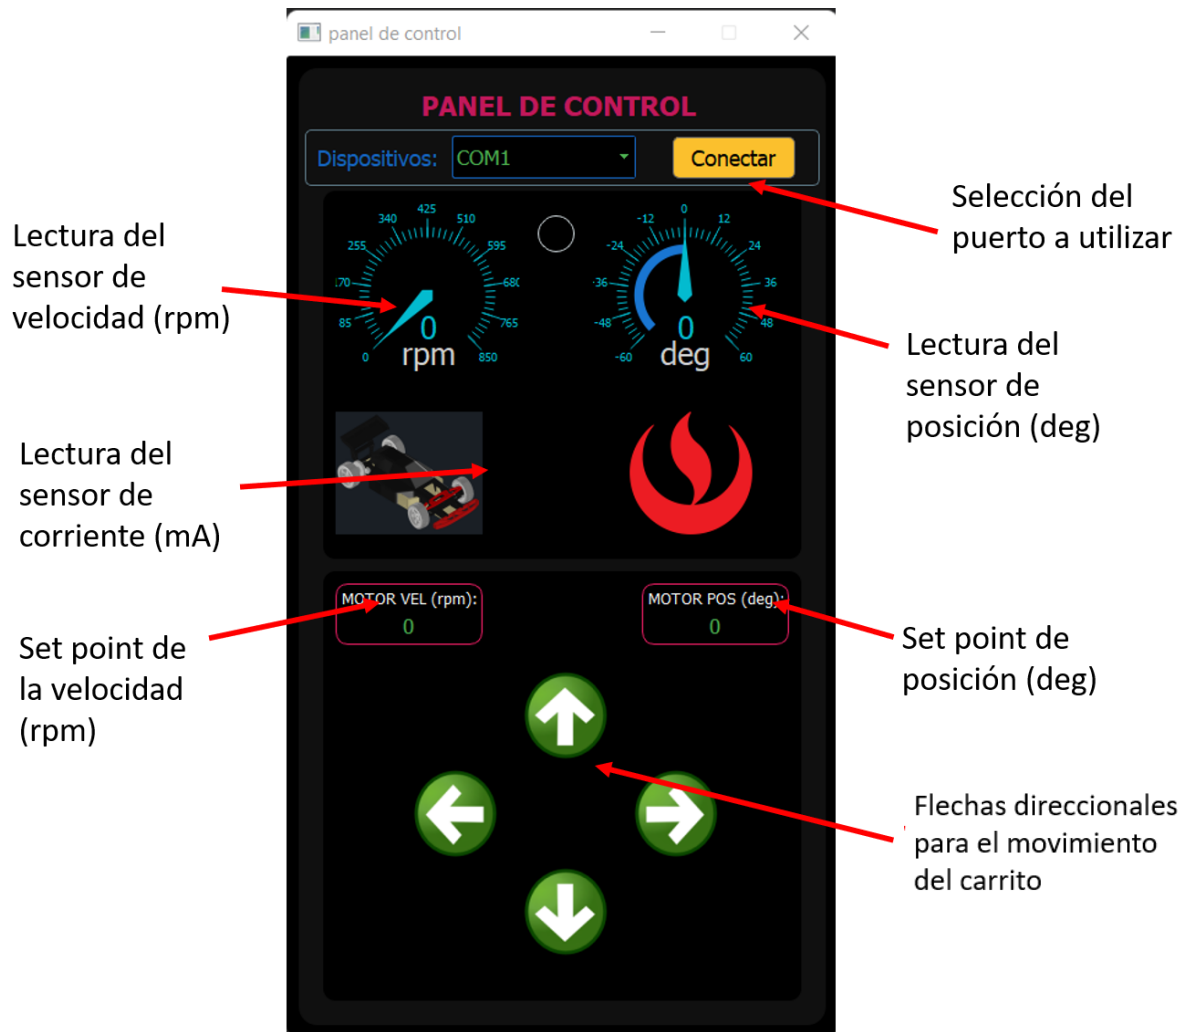 panel de control
PANEL DE CONTROL
Dispositivos: COM1 Conectar
Selección del
puerto a utilizar
Lectura del
sensor de
velocidad (rpm)
0
85
170
255
340
425
510
595
680
765
850
0
rpm
-60
-48
-36
-24
-12
0
12
24
36
48
60
0
deg
Lectura del
sensor de
posición (deg)
Lectura del
sensor de
corriente (mA)
MOTOR VEL (rpm):
0
MOTOR POS (deg):
0
Set point de
la velocidad
(rpm)
Set point de
posición (deg)
Flechas direccionales
para el movimiento
del carrito